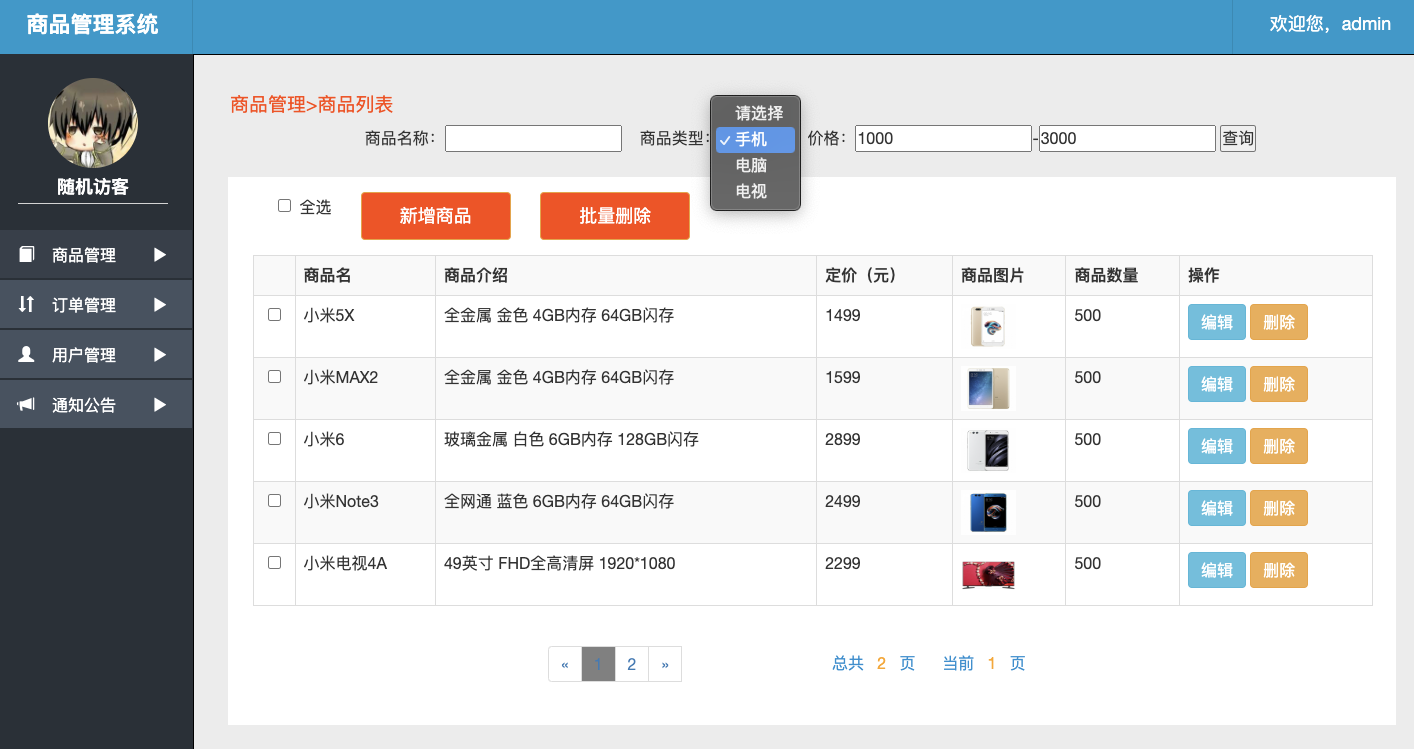 商品管理系统
欢迎您，admin
随机访客
商品管理
订单管理
用户管理
通知公告
商品管理>商品列表
商品名称： 商品类型： 价格：1000-3000 查询
请选择
✓ 手机
电脑
电视
全选 新增商品 批量删除
商品名 商品介绍 定价（元） 商品图片 商品数量 操作
小米5X 全金属 金色 4GB内存 64GB闪存 1499 500 编辑 删除
小米MAX2 全金属 金色 4GB内存 64GB闪存 1599 500 编辑 删除
小米6 玻璃金属 白色 6GB内存 128GB闪存 2899 500 编辑 删除
小米Note3 全网通 蓝色 6GB内存 64GB闪存 2499 500 编辑 删除
小米电视4A 49英寸 FHD全高清屏 1920*1080 2299 500 编辑 删除
« 1 2 » 总共 2 页 当前 1 页